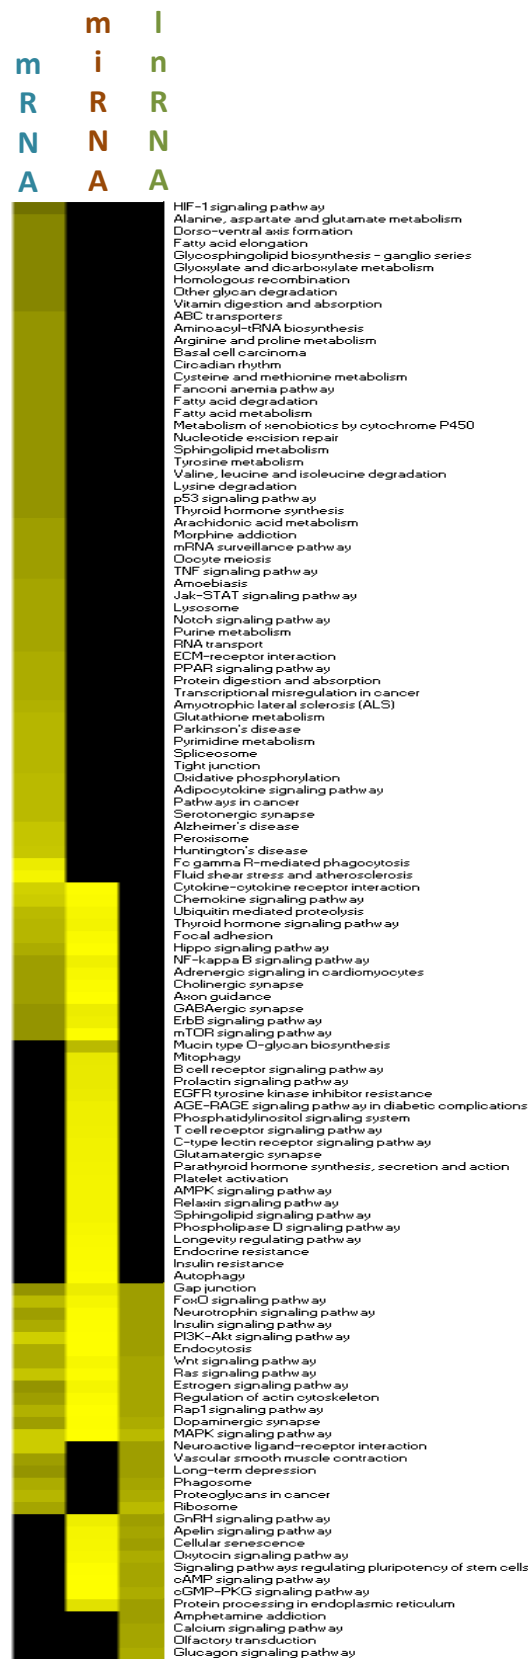 mRNA
miRNA
lnRNA
HIF-1 signaling pathway
Alanine, aspartate and glutamate metabolism
Dorso-ventral axis formation
Fatty acid elongation
Glycosphingolipid biosynthesis - ganglio series
Glyoxylate and dicarboxylate metabolism
Homologous recombination
Other glycan degradation
Vitamin digestion and absorption
ABC transporters
Aminoacyl-tRNA biosynthesis
Arginine and proline metabolism
Basal cell carcinoma
Circadian rhythm
Cysteine and methionine metabolism
Fanconi anemia pathway
Fatty acid degradation
Fatty acid metabolism
Metabolism of xenobiotics by cytochrome P450
Nucleotide excision repair
Sphingolipid metabolism
Tyrosine metabolism
Valine, leucine and isoleucine degradation
Lysine degradation
p53 signaling pathway
Thyroid hormone synthesis
Arachidonic acid metabolism
Morphine addiction
mRNA surveillance pathway
Oocyte meiosis
TNF signaling pathway
Amoebiasis
Jak-STAT signaling pathway
Lysosome
Notch signaling pathway
Purine metabolism
RNA transport
ECM-receptor interaction
PPAR signaling pathway
Protein digestion and absorption
Transcriptional misregulation in cancer
Amyotrophic lateral sclerosis (ALS)
Glutathione metabolism
Parkinson's disease
Pyrimidine metabolism
Spliceosome
Tight junction
Oxidative phosphorylation
Adipocytokine signaling pathway
Pathways in cancer
Serotonergic synapse
Alzheimer's disease
Peroxisome
Huntington's disease
Fc gamma R-mediated phagocytosis
Fluid shear stress and atherosclerosis
Cytokine-cytokine receptor interaction
Chemokine signaling pathway
Ubiquitin mediated proteolysis
Thyroid hormone signaling pathway
Focal adhesion
Hippo signaling pathway
NF-kappa B signaling pathway
Adrenergic signaling in cardiomyocytes
Cholinergic synapse
Axon guidance
GABAergic synapse
ErbB signaling pathway
mTOR signaling pathway
Mucin type O-glycan biosynthesis
Mitophagy
B cell receptor signaling pathway
Prolactin signaling pathway
EGFR tyrosine kinase inhibitor resistance
AGE-RAGE signaling pathway in diabetic complications
Phosphatidylinositol signaling system
T cell receptor signaling pathway
C-type lectin receptor signaling pathway
Glutamatergic synapse
Parathyroid hormone synthesis, secretion and action
Platelet activation
AMPK signaling pathway
Relaxin signaling pathway
Sphingolipid signaling pathway
Phospholipase D signaling pathway
Longevity regulating pathway
Endocrine resistance
Insulin resistance
Autophagy
Gap junction
FoxO signaling pathway
Neurotrophin signaling pathway
Insulin signaling pathway
PI3K-Akt signaling pathway
Endocytosis
Wnt signaling pathway
Ras signaling pathway
Estrogen signaling pathway
Regulation of actin cytoskeleton
Rap1 signaling pathway
Dopaminergic synapse
MAPK signaling pathway
Neuroactive ligand-receptor interaction
Vascular smooth muscle contraction
Long-term depression
Phagosome
Proteoglycans in cancer
Ribosome
GnRH signaling pathway
Apelin signaling pathway
Cellular senescence
Oxytocin signaling pathway
Signaling pathways regulating pluripotency of stem cells
cAMP signaling pathway
cGMP-PKG signaling pathway
Protein processing in endoplasmic reticulum
Amphetamine addiction
Calcium signaling pathway
Olfactory transduction
Glucagon signaling pathway